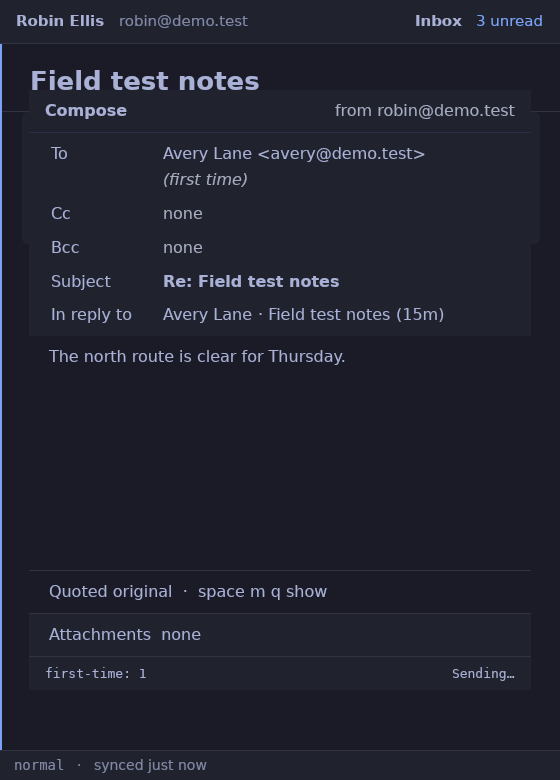 Robin Ellis robin@demo.test Inbox 3 unread
Field test notes
Compose from robin@demo.test
To Avery Lane <avery@demo.test>
(first time)
Cc none
Bcc none
Subject Re: Field test notes
In reply to Avery Lane · Field test notes (15m)
The north route is clear for Thursday.
Quoted original · space m q show
Attachments none
first-time: 1 Sending…
normal · synced just now